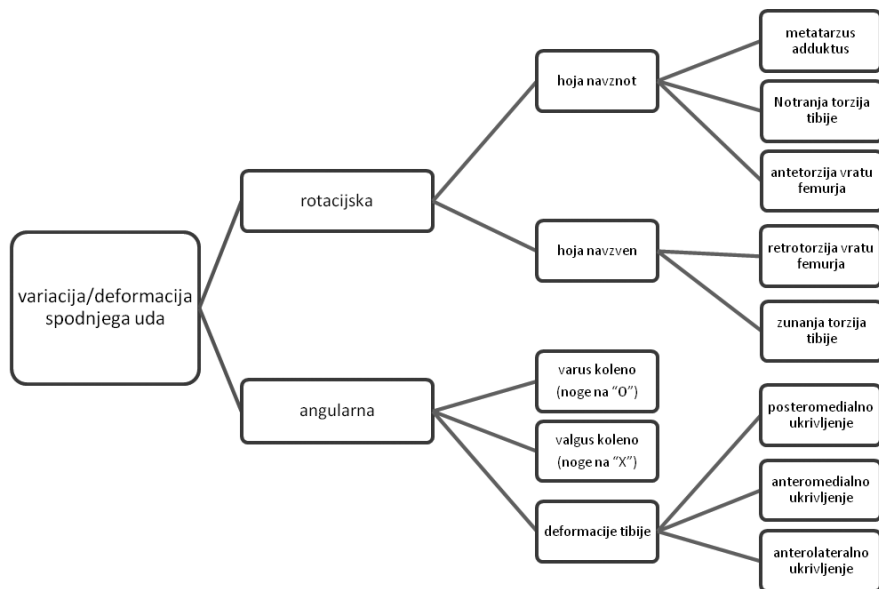 variacija/deformacija
spodnjega uda
rotacijska
hoja navznot
metatarzus
adduktus
Notranja torzija
tibije
antetorzija vratu
femurja
hoja navzven
retrotorzija vratu
femurja
zunanja torzija
tibije
angularna
varus koleno
(noge na “O”)
valgus koleno
(noge na “X”)
deformacije tibije
posteromedialno
ukrivljenje
anteromedialno
ukrivljenje
anterolateralno
ukrivljenje